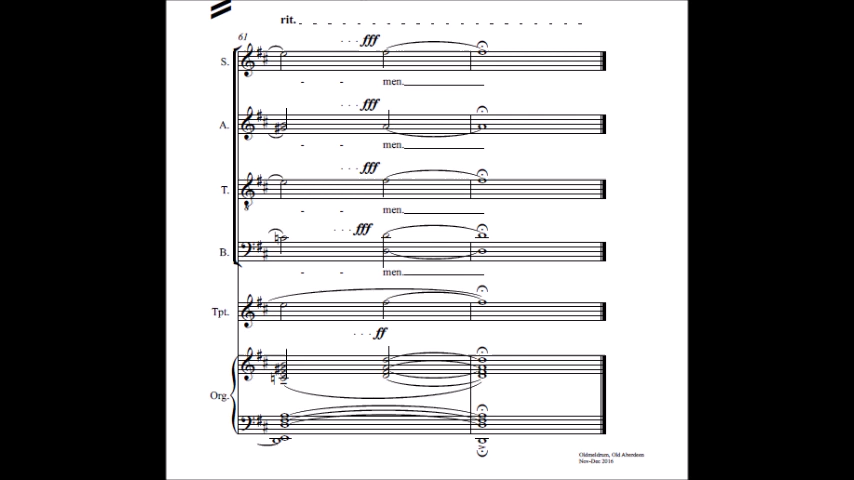 rit.
61
fff
S.
- - men.
fff
A.
- - men.
fff
T.
8
- - men.
fff
B.
- - men.
Tpt.
ff
Org.
Oldmeldrum, Old Aberdeen
Nov-Dec 2016